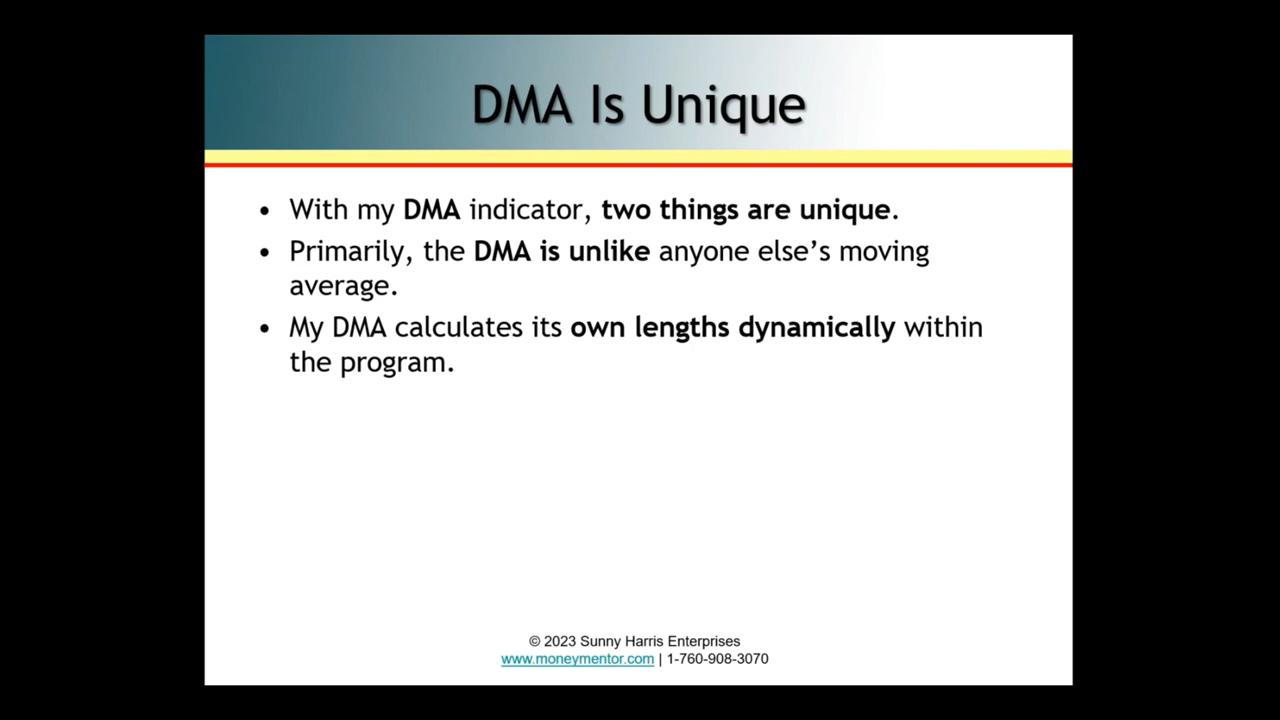 DMA Is Unique
• With my DMA indicator, two things are unique.
• Primarily, the DMA is unlike anyone else’s moving
average.
• My DMA calculates its own lengths dynamically within
the program.
© 2023 Sunny Harris Enterprises
www.moneymentor.com | 1-760-908-3070